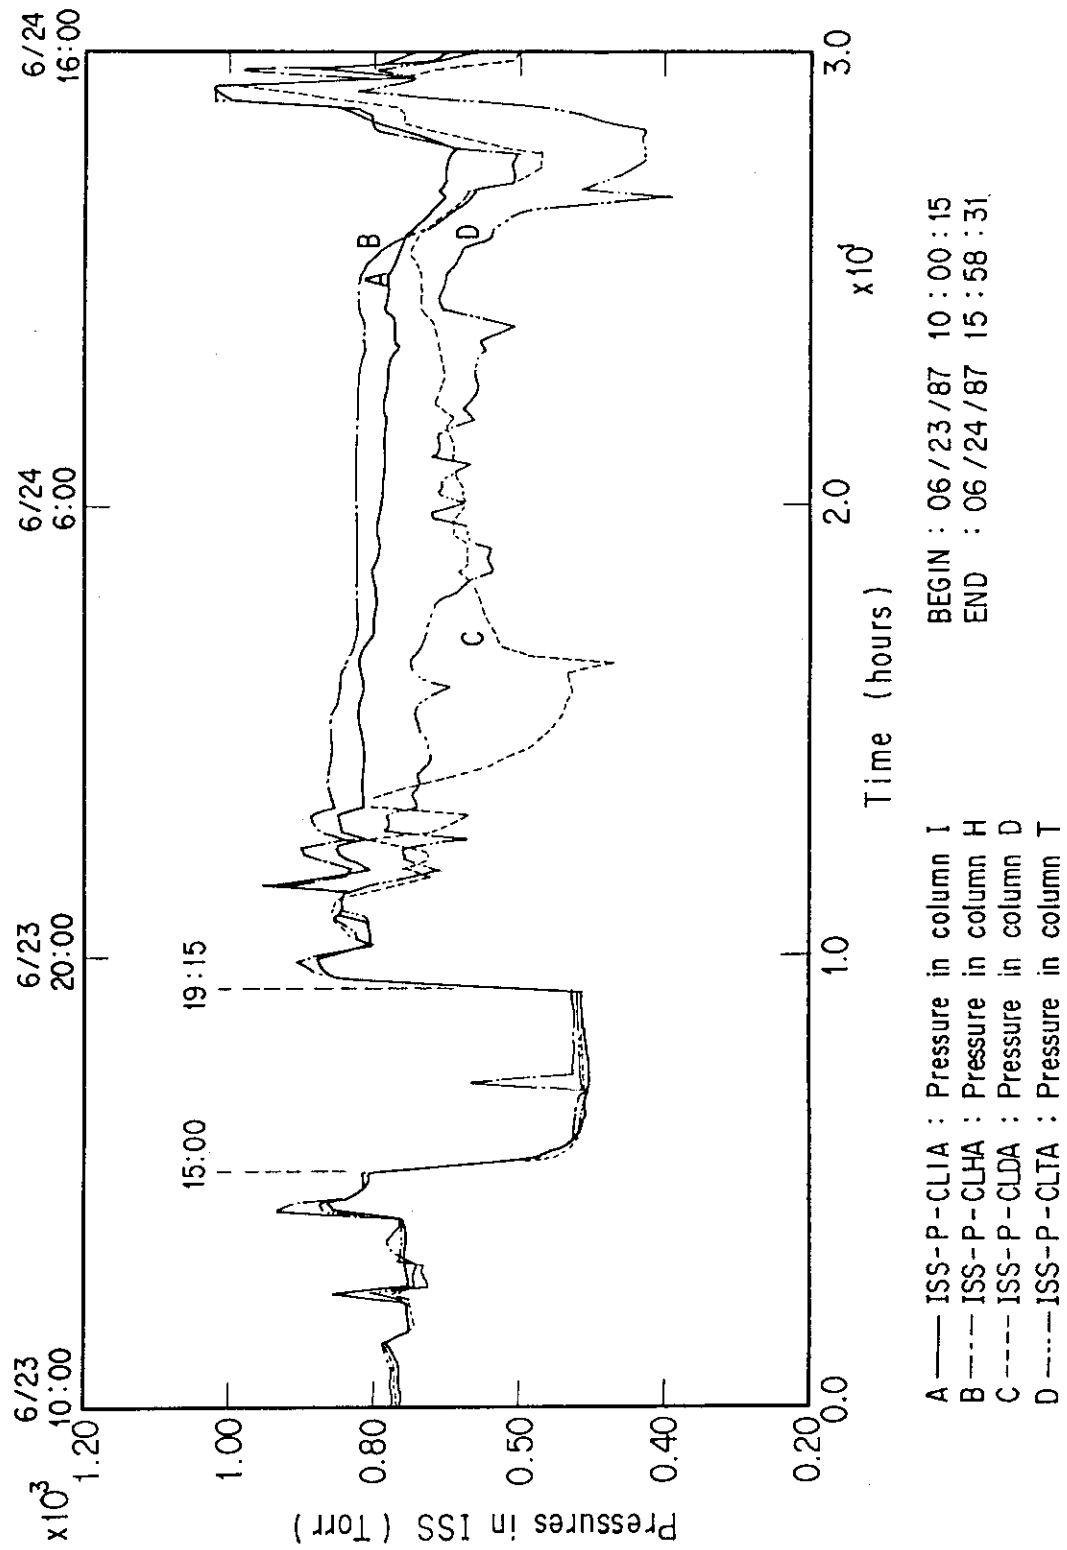 6/23
10:00
6/23
20:00
6/24
6:00
6/24
16:00
x10³
1.20
1.00
0.80
0.50
0.40
0.20
Pressures in ISS (Torr)
15:00
19:15
A
B
C
D
0.0
1.0
2.0
3.0
x10¹
Time (hours)
A ISS-P-CLIA : Pressure in column I
B ISS-P-CLHA : Pressure in column H
C ISS-P-CLDA : Pressure in column D
D ISS-P-CLTA : Pressure in column T
BEGIN : 06/23/87 10:00:15
END : 06/24/87 15:58:31